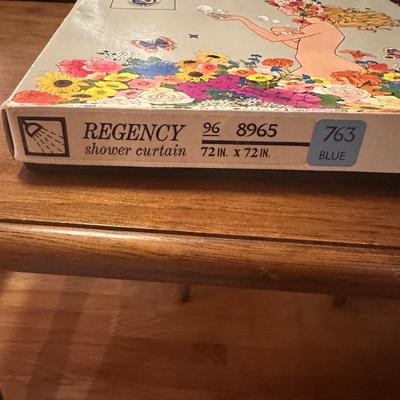 REGENCY 96 8965 763
shower curtain 72 IN. x 72 IN. BLUE